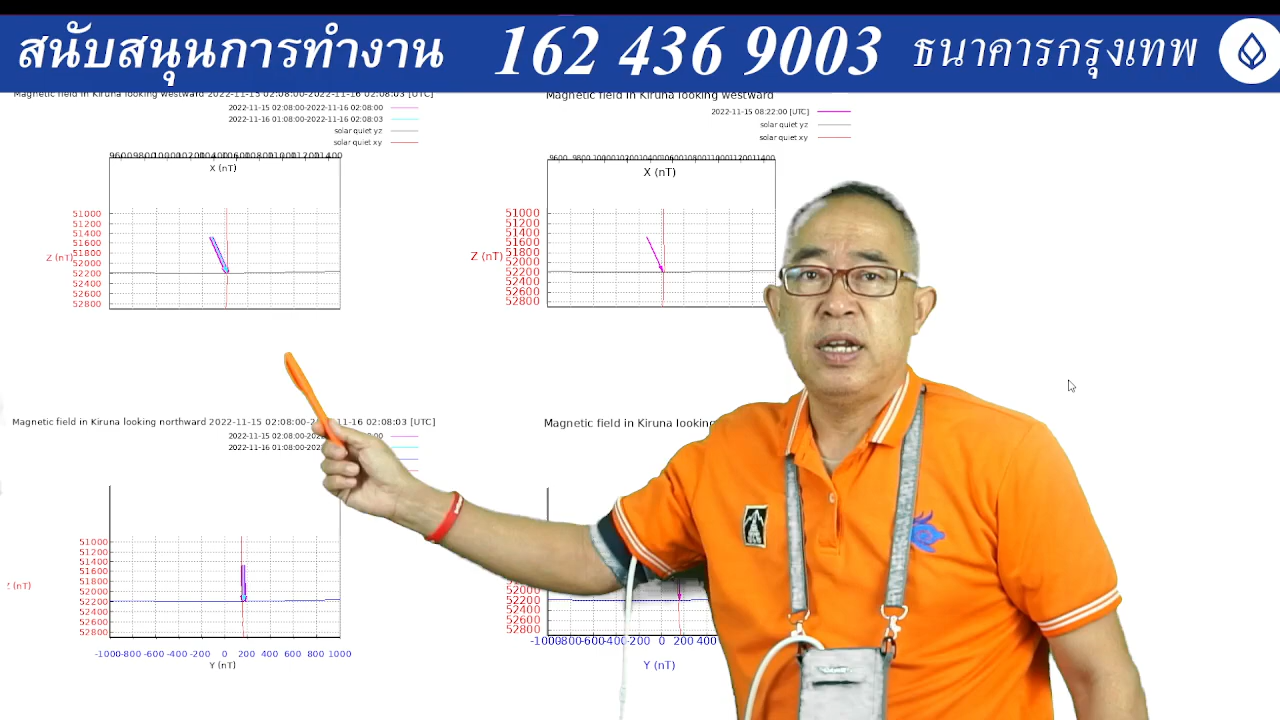 สนับสนุนการทำงาน 162 436 9003 ธนาคารกรุงเทพ
Magnetic field in Kiruna looking westward 2022-11-15 02:08:00-2022-11-16 02:08:03 [UTC]
2022-11-15 02:08:00-2022-11-16 02:08:00
2022-11-16 01:08:00-2022-11-16 02:08:03
solar quiet yz
solar quiet xy
X (nT)
51000
51200
51400
51600
51800
Z (nT)
52000
52200
52400
52600
52800
Magnetic field in Kiruna looking westward
2022-11-15 08:22:00 [UTC]
solar quiet yz
solar quiet xy
9600 9800 10000 10200 10400 10600 10800 11000 11200 11400
X (nT)
51000
51200
51400
51600
51800
Z (nT)
52000
52200
52400
52600
52800
Magnetic field in Kiruna looking northward 2022-11-15 02:08:00-2 16 02:08:03 [UTC]
2022-11-15 02:08:00-202 :00
2022-11-16 01:08:00-202
51000
51200
51400
51600
51800
(nT)
52000
52200
52400
52600
52800
-1000 -800 -600 -400 -200 0 200 400 600 800 1000
Y (nT)
Magnetic field in Kiruna looking
52000
52200
52400
52600
52800
-1000 -800 -600 -400 -200 0 200 400
Y (nT)